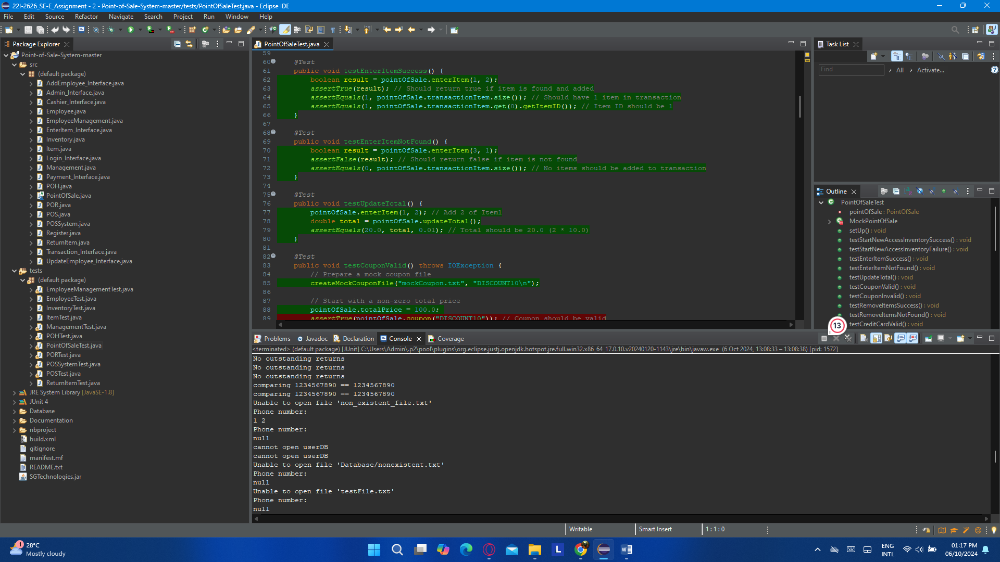 22I-2626_SE-E_Assignment - 2 - Point-of-Sale-System-master/tests/PointOfSaleTest.java - Eclipse IDE
File Edit Source Refactor Navigate Search Project Run Window Help
Package Explorer
Point-of-Sale-System-master
src
(default package)
AddEmployee_Interface.java
Admin_Interface.java
Cashier_Interface.java
Employee.java
EmployeeManagement.java
EnterItem_Interface.java
Inventory.java
Item.java
Login_Interface.java
Management.java
Payment_Interface.java
POH.java
PointOfSale.java
POR.java
POS.java
POSSystem.java
Register.java
ReturnItem.java
Transaction_Interface.java
UpdateEmployee_Interface.java
tests
(default package)
EmployeeManagementTest.java
EmployeeTest.java
InventoryTest.java
ItemTest.java
ManagementTest.java
POHTest.java
PointOfSaleTest.java
PORTest.java
POSSystemTest.java
POSTest.java
ReturnItemTest.java
JRE System Library [JavaSE-1.8]
JUnit 4
Database
Documentation
nbproject
build.xml
gitignore
manifest.mf
README.txt
SGTechnologies.jar
PointOfSaleTest.java
59
60 @Test
61 public void testEnterItemSuccess() {
62 boolean result = pointOfSale.enterItem(1, 2);
63 assertTrue(result); // Should return true if item is found and added
64 assertEquals(1, pointOfSale.transactionItem.size()); // Should have 1 item in transaction
65 assertEquals(1, pointOfSale.transactionItem.get(0).getItemID()); // Item ID should be 1
66 }
67
68 @Test
69 public void testEnterItemNotFound() {
70 boolean result = pointOfSale.enterItem(3, 1);
71 assertFalse(result); // Should return false if item is not found
72 assertEquals(0, pointOfSale.transactionItem.size()); // No items should be added to transaction
73 }
74
75 @Test
76 public void testUpdateTotal() {
77 pointOfSale.enterItem(1, 2); // Add 2 of Item1
78 double total = pointOfSale.updateTotal();
79 assertEquals(20.0, total, 0.01); // Total should be 20.0 (2 * 10.0)
80 }
81
82 @Test
83 public void testCouponValid() throws IOException {
84 // Prepare a mock coupon file
85 createMockCouponFile("mockCoupon.txt", "DISCOUNT10\n");
86
87 // Start with a non-zero total price
88 pointOfSale.totalPrice = 100.0;
89 assertTrue(pointOfSale.coupon("DISCOUNT10")); // Coupon should be valid
Task List
Find
All
Activate...
Outline
PointOfSaleTest
pointOfSale : PointOfSale
MockPointOfSale
setUp() : void
testStartNewAccessInventorySuccess() : void
testStartNewAccessInventoryFailure() : void
testEnterItemSuccess() : void
testEnterItemNotFound() : void
testUpdateTotal() : void
testCouponValid() : void
testCouponInvalid() : void
testRemoveItemsSuccess() : void
testRemoveItemsNotFound() : void
testCreditCardValid() : void
13
Problems Javadoc Declaration Console Coverage
<terminated> (default package) [JUnit] C:\Users\Admin\.p2\pool\plugins\org.eclipse.justj.openjdk.hotspot.jre.full.win32.x86_64_17.0.10.v20240120-1143\jre\bin\javaw.exe (6 Oct 2024, 13:08:33 – 13:08:38) [pid: 1572]
No outstanding returns
No outstanding returns
No outstanding returns
comparing 1234567890 == 1234567890
comparing 1234567890 == 1234567890
Unable to open file 'non_existent_file.txt'
Phone number:
1 2
Phone number:
null
cannot open userDB
cannot open userDB
Unable to open file 'Database/nonexistent.txt'
Phone number:
null
Unable to open file 'testFile.txt'
Phone number:
null
Writable
Smart Insert
1 : 1 : 0
1
28°C
Mostly cloudy
L
ENG
INTL
01:17 PM
06/10/2024